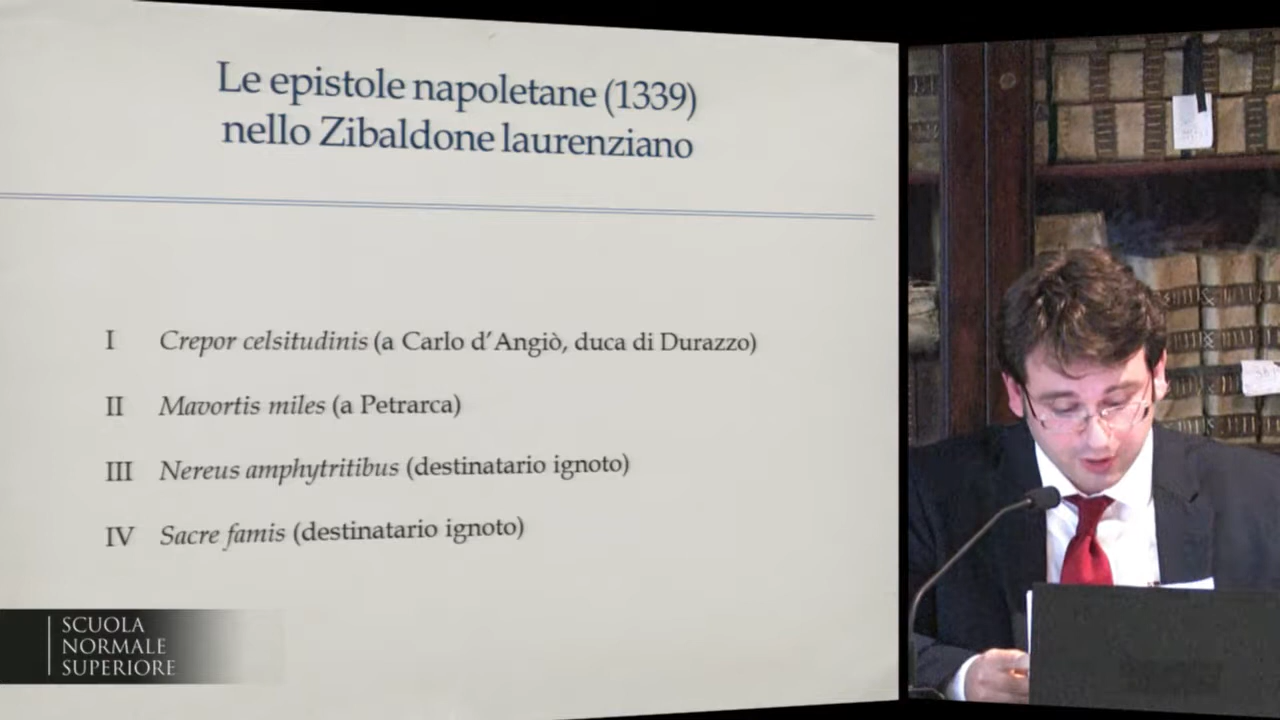 Le epistole napoletane (1339)
nello Zibaldone laurenziano
I Crepor celsitudinis (a Carlo d'Angiò, duca di Durazzo)
II Mavortis miles (a Petrarca)
III Nereus amphytritibus (destinatario ignoto)
IV Sacre famis (destinatario ignoto)
SCUOLA
NORMALE
SUPERIORE